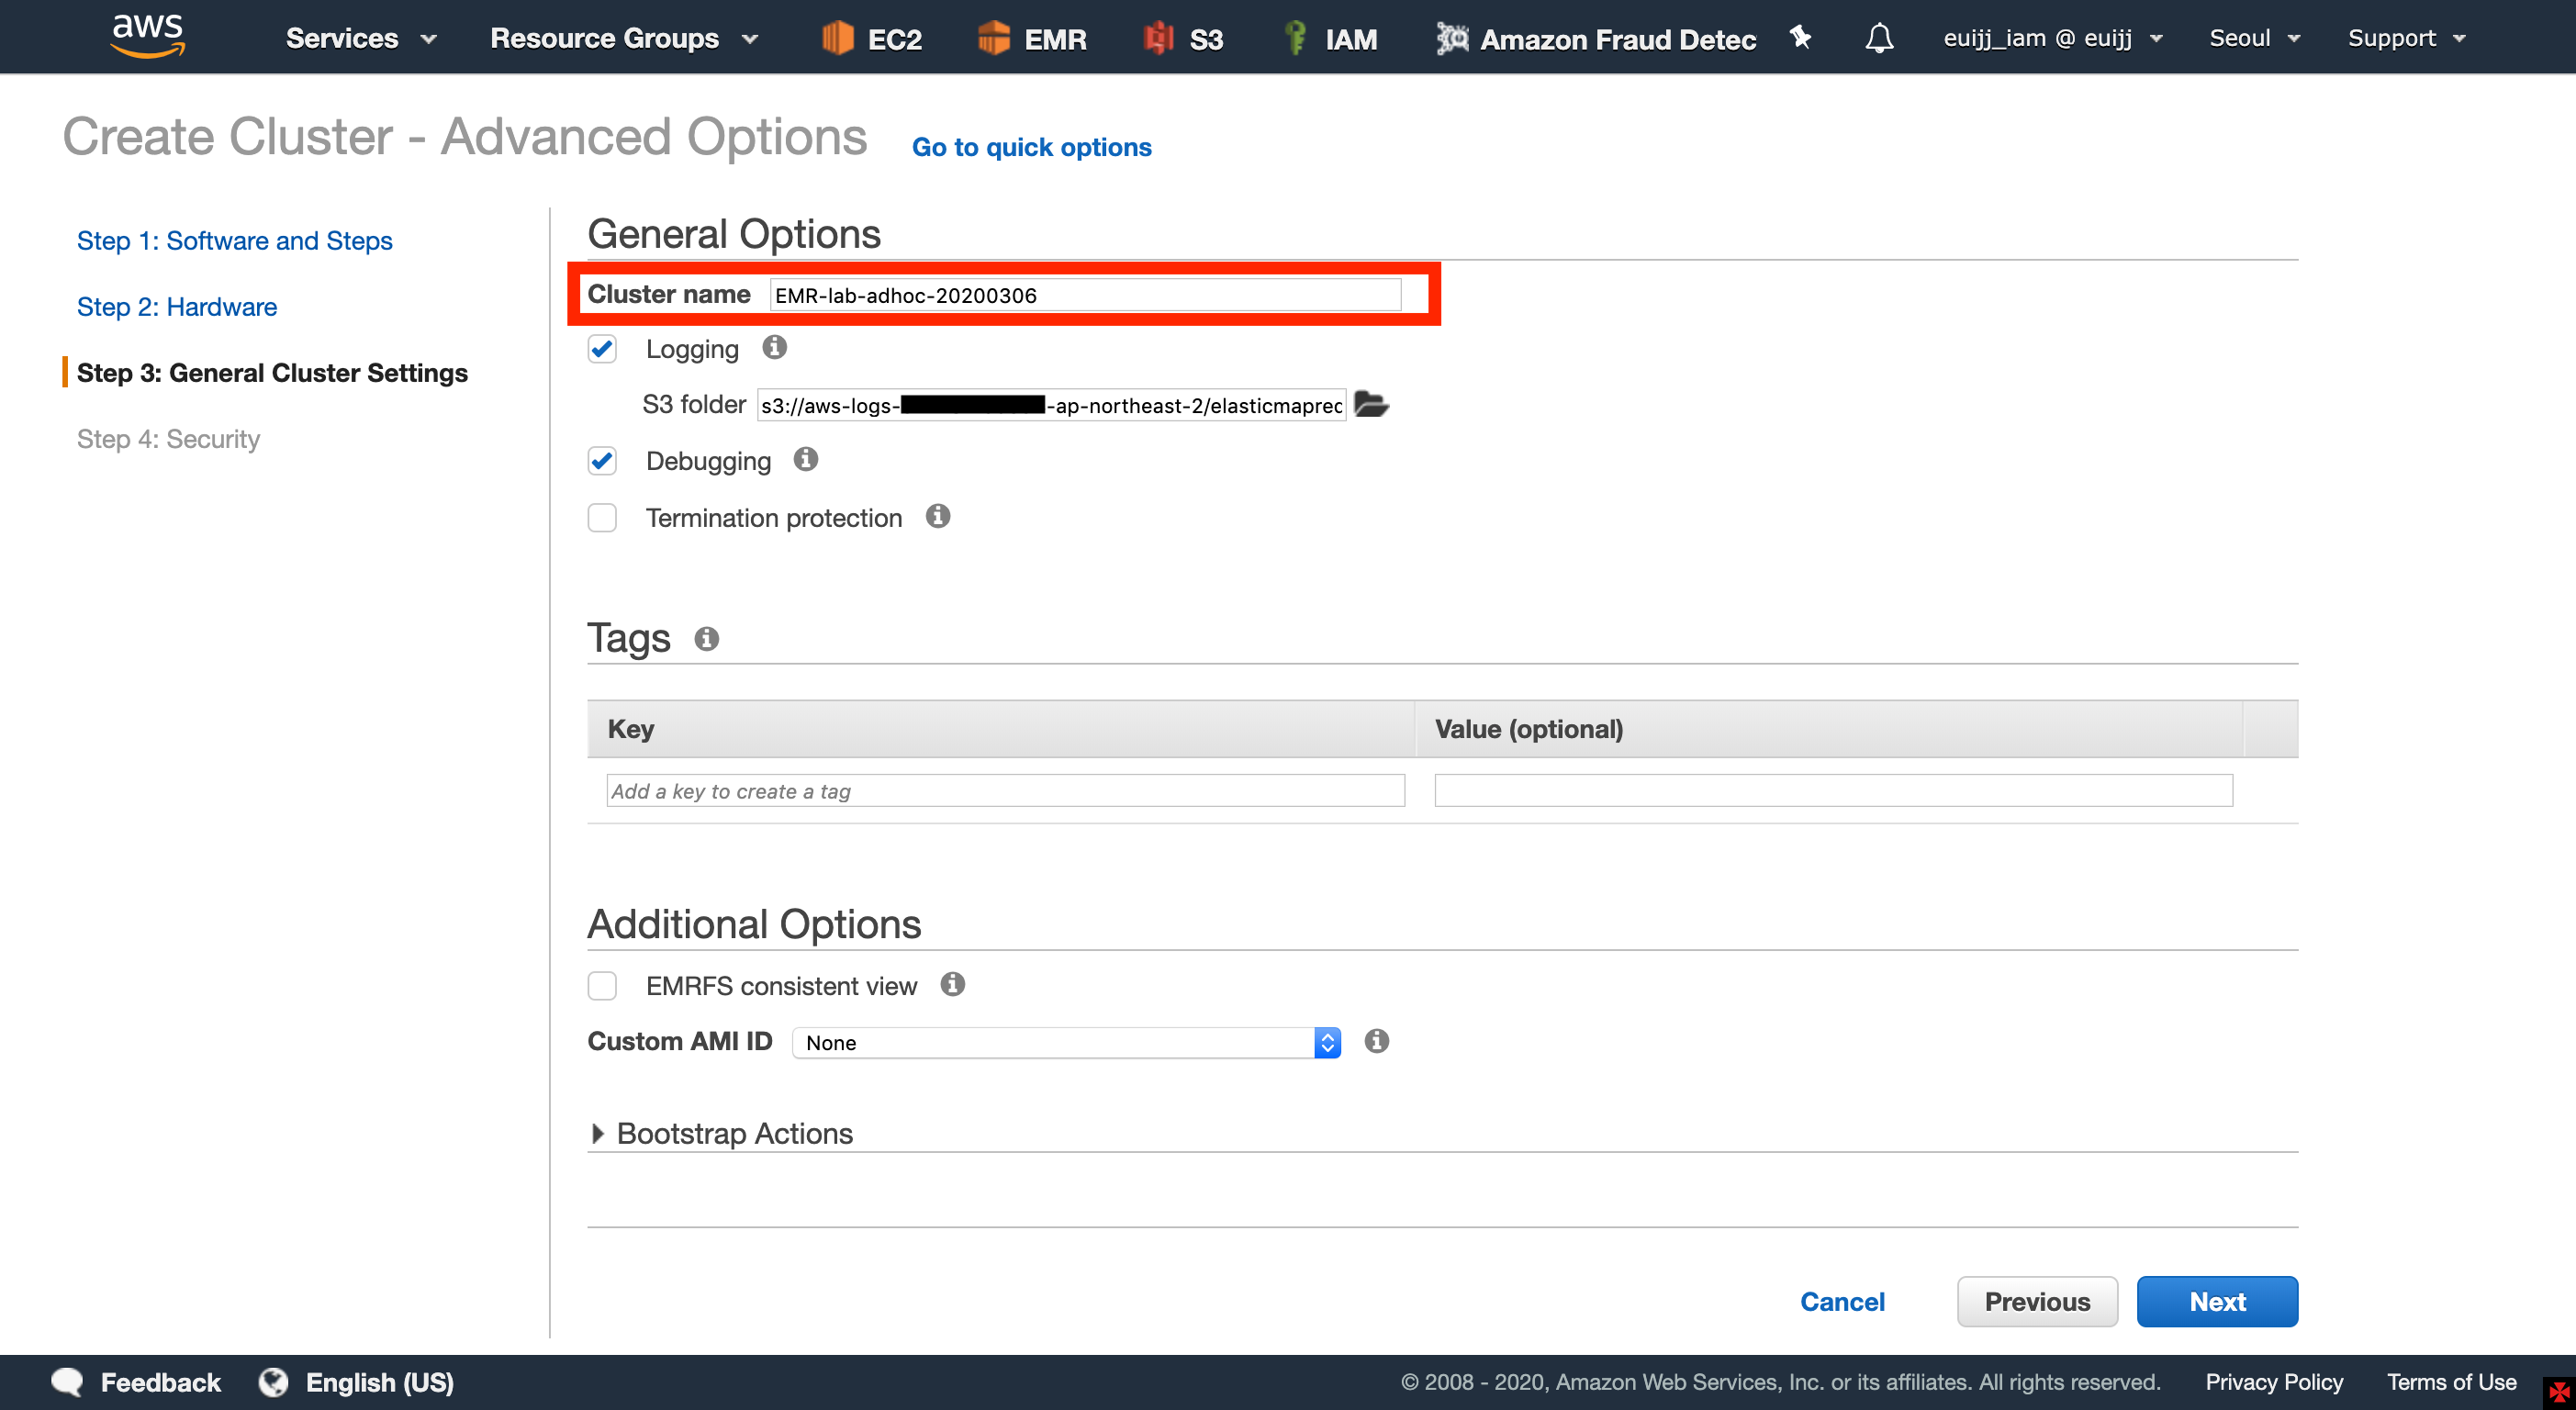 aws Services Resource Groups EC2 EMR S3 IAM Amazon Fraud Detec euijj_iam @ euijj Seoul Support
Create Cluster - Advanced Options Go to quick options
Step 1: Software and Steps
Step 2: Hardware
Step 3: General Cluster Settings
Step 4: Security
General Options
Cluster name EMR-lab-adhoc-20200306
Logging
S3 folder s3://aws-logs- -ap-northeast-2/elasticmaprec
Debugging
Termination protection
Tags
Key Value (optional)
Add a key to create a tag
Additional Options
EMRFS consistent view
Custom AMI ID None
Bootstrap Actions
Cancel Previous Next
Feedback English (US) © 2008 - 2020, Amazon Web Services, Inc. or its affiliates. All rights reserved. Privacy Policy Terms of Use